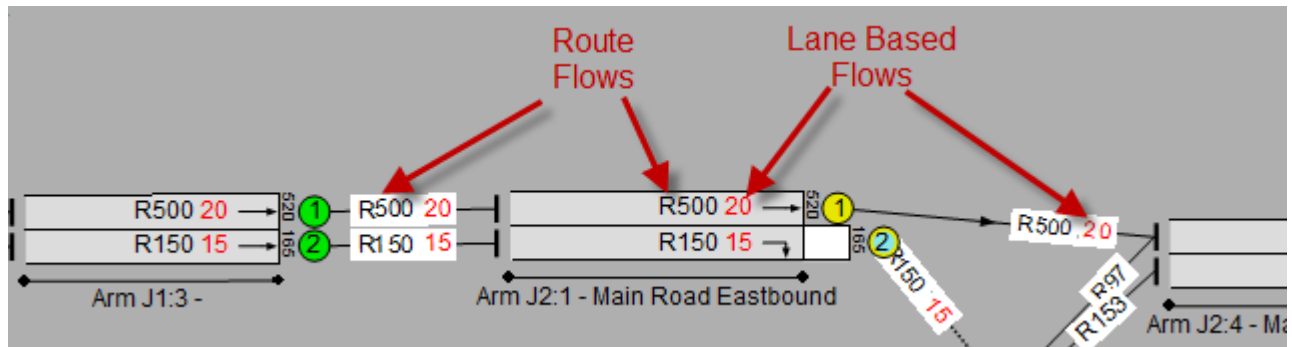 Route
Flows
Lane Based
Flows
R500 20
520
1
R500 20
R500 20
520
1
R500 20
R150 15
165
2
R150 15
R150 15
165
2
R150 15
R97
R153
Arm J1:3 -
Arm J2:1 - Main Road Eastbound
Arm J2:4 - Ma